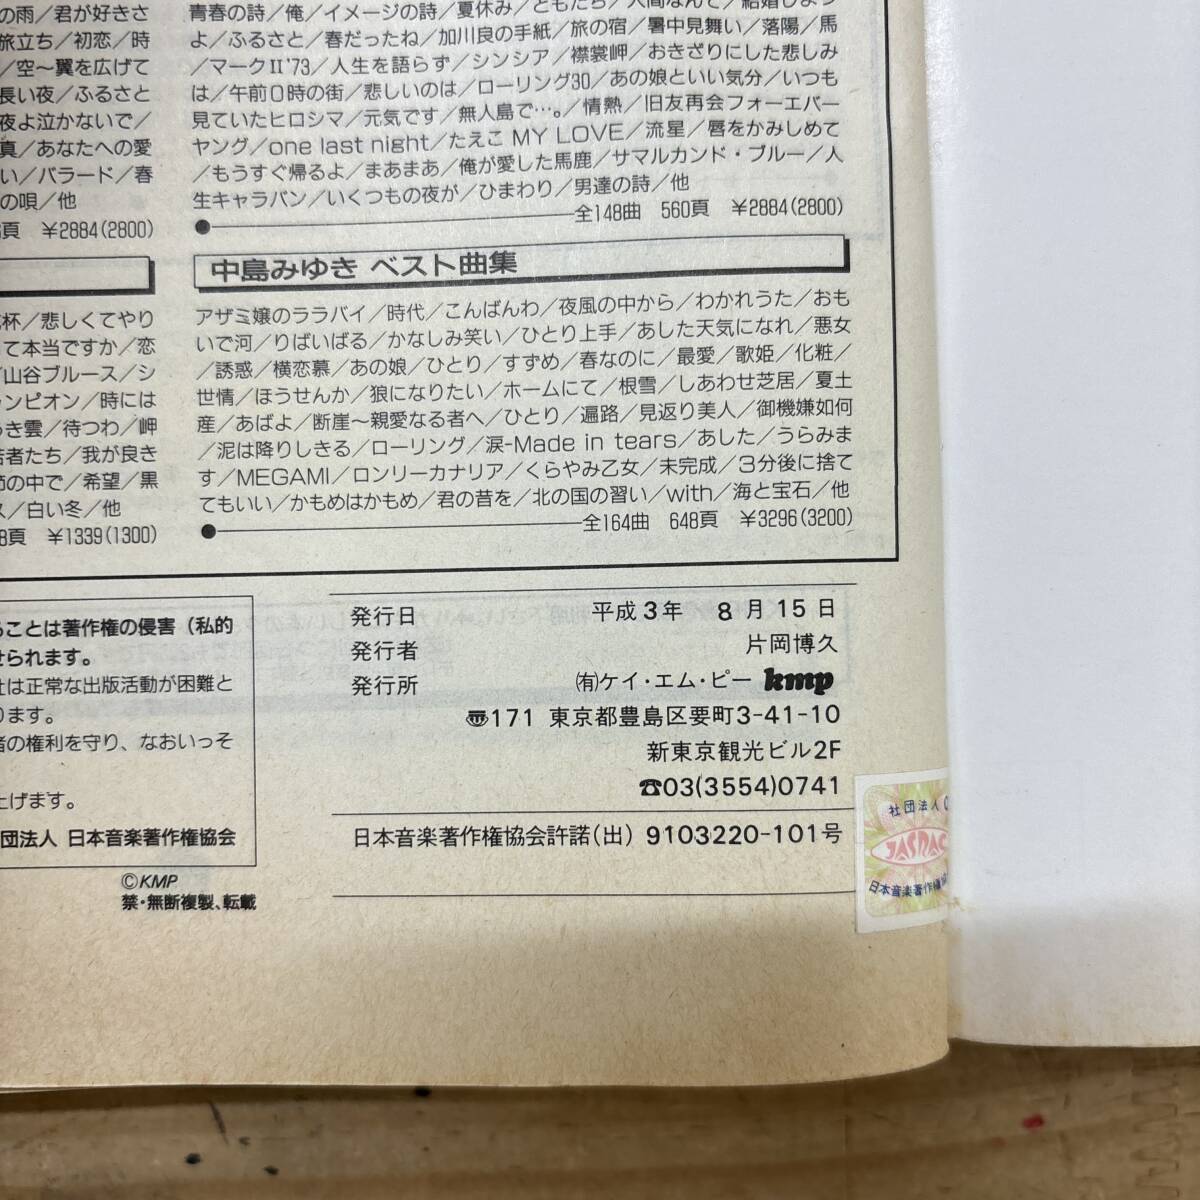 の雨／君が好きさ
旅立ち／初恋／時
／空～翼を広げて
長い夜／ふるさと
夜よ泣かないで／
真／あなたへの愛
い／バラード／春
の唄／他
頁　￥2884(2800)
青春の詩／俺／イメージの詩／夏休み／ともだち／人間なんて／結婚しよう
よ／ふるさと／春だったね／加川良の手紙／旅の宿／暑中見舞い／落陽／馬
／マークⅡ'73／人生を語らず／シンシア／襟裳岬／おきざりにした悲しみ
は／午前0時の街／悲しいのは／ローリング30／あの娘といい気分／いつも
見ていたヒロシマ／元気です／無人島で…。／情熱／旧友再会フォーエバー
ヤング／one last night／たえこ MY LOVE／流星／唇をかみしめて
／もうすぐ帰るよ／まあまあ／俺が愛した馬鹿／サマルカンド・ブルー／人
生キャラバン／いくつもの夜が／ひまわり／男達の詩／他
全148曲　560頁　￥2884(2800)
中島みゆき ベスト曲集
アザミ嬢のララバイ／時代／こんばんわ／夜風の中から／わかれうた／おも
いで河／りばいばる／かなしみ笑い／ひとり上手／あした天気になれ／悪女
／誘惑／横恋慕／あの娘／ひとり／すずめ／春なのに／最愛／歌姫／化粧／
世情／ほうせんか／狼になりたい／ホームにて／根雪／しあわせ芝居／夏土
産／あばよ／断崖～親愛なる者へ／ひとり／遍路／見返り美人／御機嫌如何
／泥は降りしきる／ローリング／涙-Made in tears／あした／うらみま
す／MEGAMI／ロンリーカナリア／くらやみ乙女／未完成／3分後に捨て
てもいい／かもめはかもめ／君の昔を／北の国の習い／with／海と宝石／他
全164曲　648頁　￥3296(3200)
杯／悲しくてやり
て本当ですか／恋
／山谷ブルース／シ
ャンピオン／時には
き雲／待つわ／岬
若者たち／我が良き
節の中で／希望／黒
ス／白い冬／他
8頁　￥1339(1300)
ることは著作権の侵害（私的
せられます。
社は正常な出版活動が困難と
ります。
者の権利を守り、なおいっそ
上げます。
団法人 日本音楽著作権協会
©KMP
禁・無断複製、転載
発行日　平成3年　8月15日
発行者　片岡博久
発行所　(有)ケイ・エム・ピー kmp
〠171 東京都豊島区要町3-41-10
新東京観光ビル2F
☎03(3554)0741
日本音楽著作権協会許諾(出) 9103220-101号
社団法人
JASRAC
日本音楽著作権協